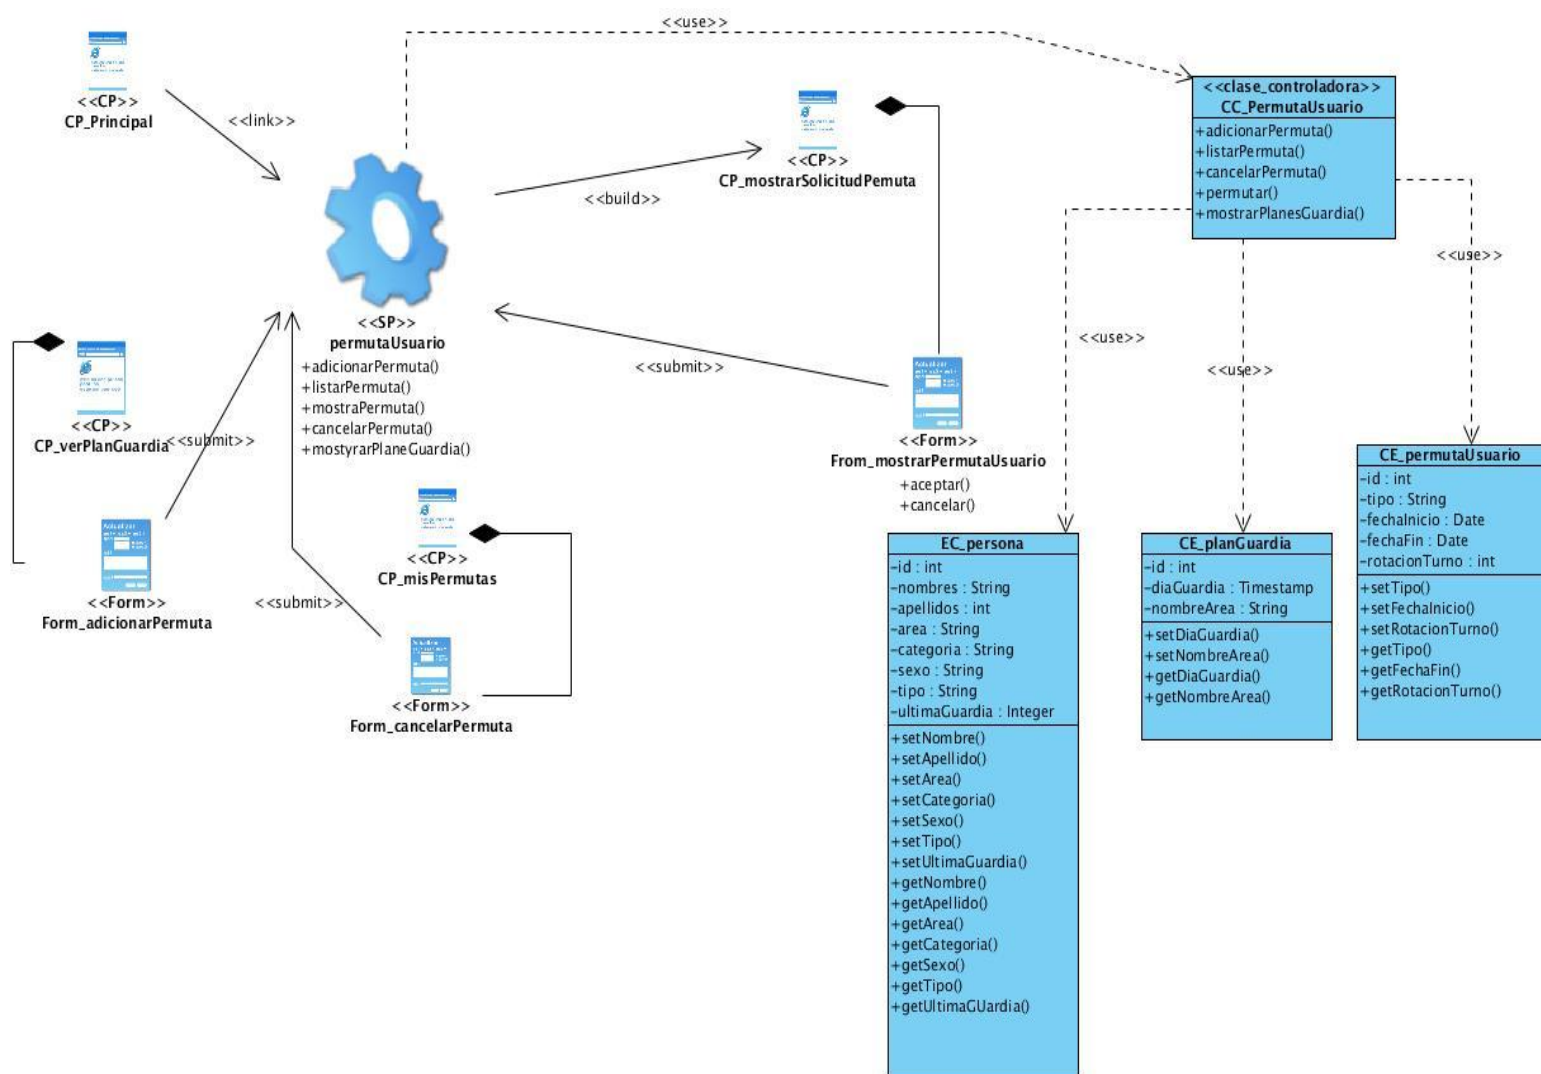 <<use>>
<<CP>>
CP_Principal
<<link>>
<<CP>>
CP_mostrarSolicitudPemuta
<<build>>
<<clase_controladora>>
CC_PermutaUsuario
+adicionarPermuta()
+listarPermuta()
+cancelarPermuta()
+permutar()
+mostrarPlanesGuardia()
<<use>>
<<use>>
<<use>>
<<SP>>
permutaUsuario
+adicionarPermuta()
+listarPermuta()
+mostraPermuta()
+cancelarPermuta()
+mostyrarPlaneGuardia()
<<submit>>
<<CP>>
CP_verPlanGuardia
<<submit>>
Actualizar
<<Form>>
From_mostrarPermutaUsuario
+aceptar()
+cancelar()
Actualizar
<<Form>>
Form_adicionarPermuta
<<CP>>
CP_misPermutas
<<submit>>
<<Form>>
Form_cancelarPermuta
EC_persona
-id : int
-nombres : String
-apellidos : int
-area : String
-categoria : String
-sexo : String
-tipo : String
-ultimaGuardia : Integer
+setNombre()
+setApellido()
+setArea()
+setCategoria()
+setSexo()
+setTipo()
+setUltimaGuardia()
+getNombre()
+getApellido()
+getArea()
+getCategoria()
+getSexo()
+getTipo()
+getUltimaGUardia()
CE_planGuardia
-id : int
-diaGuardia : Timestamp
-nombreArea : String
+setDiaGuardia()
+setNombreArea()
+getDiaGuardia()
+getNombreArea()
CE_permutaUsuario
-id : int
-tipo : String
-fechaInicio : Date
-fechaFin : Date
-rotacionTurno : int
+setTipo()
+setFechaInicio()
+setRotacionTurno()
+getTipo()
+getFechaFin()
+getRotacionTurno()